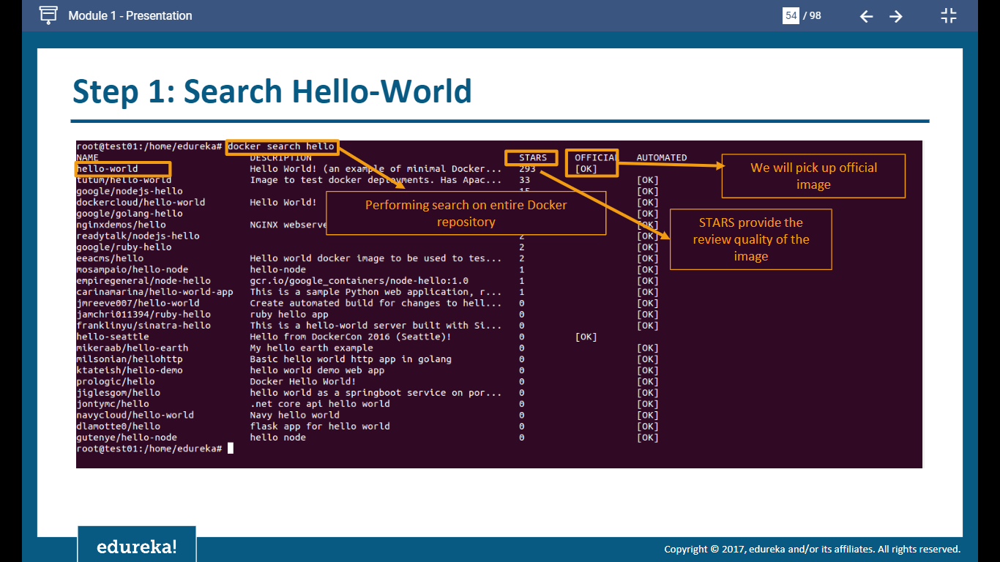 Module 1 - Presentation
54 / 98
Step 1: Search Hello-World
root@test01:/home/edureka# docker search hello
NAME DESCRIPTION STARS OFFICIAL AUTOMATED
hello-world Hello World! (an example of minimal Docker... 293 [OK]
tutum/hello-world Image to test docker deployments. Has Apac... 33 [OK]
google/nodejs-hello 15 [OK]
dockercloud/hello-world Hello World! [OK]
google/golang-hello [OK]
nginxdemos/hello NGINX webserve [OK]
readytalk/nodejs-hello 2 [OK]
google/ruby-hello 2 [OK]
eeacms/hello Hello world docker image to be used to tes... 2 [OK]
mosampaio/hello-node hello-node 1 [OK]
empiregeneral/node-hello gcr.io/google_containers/node-hello:1.0 1 [OK]
carinamarina/hello-world-app This is a sample Python web application, r... 1 [OK]
jmreeve007/hello-world Create automated build for changes to hell... 0 [OK]
jamchri011394/ruby-hello ruby hello app 0 [OK]
franklinyu/sinatra-hello This is a hello-world server built with Si... 0 [OK]
hello-seattle Hello from DockerCon 2016 (Seattle)! 0 [OK]
mikeraab/hello-earth My hello earth example 0 [OK]
milsonian/hellohttp Basic hello world http app in golang 0 [OK]
ktateish/hello-demo hello world demo web app 0 [OK]
prologic/hello Docker Hello World! 0 [OK]
jiglesgom/hello hello world as a springboot service on por... 0 [OK]
jontymc/hello .net core api hello world 0 [OK]
navycloud/hello-world Navy hello world 0 [OK]
dlamotte0/hello flask app for hello world 0 [OK]
gutenye/hello-node hello node 0 [OK]
root@test01:/home/edureka#
We will pick up official
image
Performing search on entire Docker
repository
STARS provide the
review quality of the
image
edureka!
Copyright © 2017, edureka and/or its affiliates. All rights reserved.